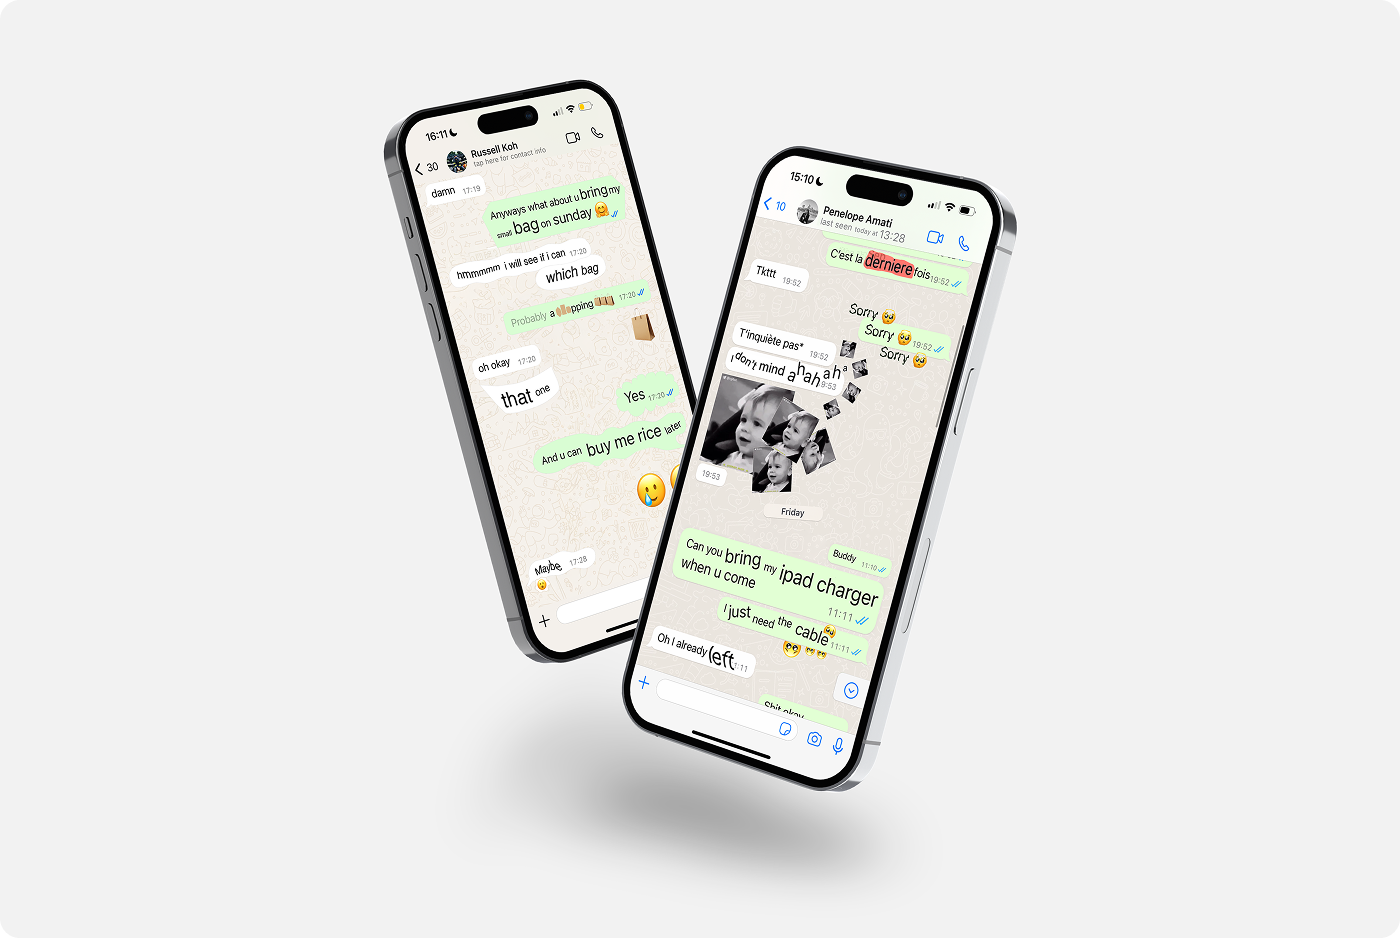 16:11
30
Russell Koh
tap here for contact info
damn 17:19
Anyways what about u bring my
small bag on sunday
hmmmmm i will see if i can 17:20
which bag
Probably a pping 17:20
oh okay 17:20
that one
Yes 17:20
And u can buy me rice later
Maybe 17:28
15:10
10
Penelope Amati
last seen today at 13:28
C'est la derniere fois 19:52
Tkttt 19:52
Sorry
Sorry 19:52
Sorry
T'inquiète pas* 19:52
I don't mind ahahaha
19:53
Friday
Buddy 11:10
Can you bring my ipad charger
when u come
11:11
I just need the cable 11:11
Oh I already left
Shit okay